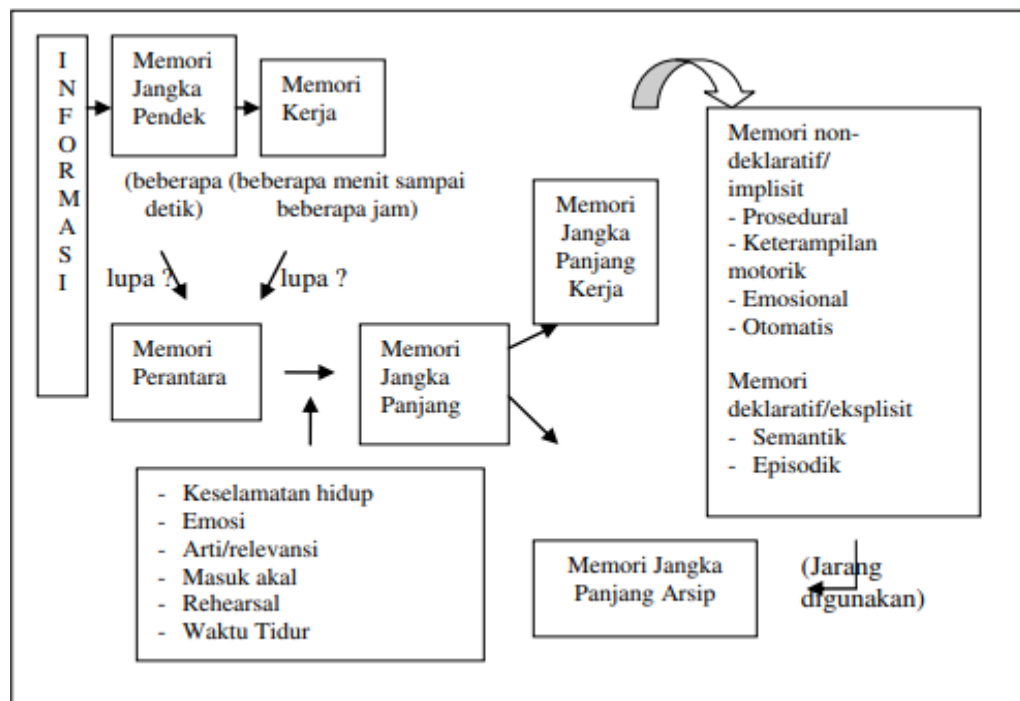 INFORMASI
Memori
Jangka
Pendek
Memori
Kerja
(beberapa
detik)
(beberapa menit sampai
beberapa jam)
lupa ?
lupa ?
Memori
Perantara
Memori
Jangka
Panjang
- Keselamatan hidup
- Emosi
- Arti/relevansi
- Masuk akal
- Rehearsal
- Waktu Tidur
Memori
Jangka
Panjang
Kerja
Memori non-
deklaratif/
implisit
- Prosedural
- Keterampilan
motorik
- Emosional
- Otomatis
Memori
deklaratif/eksplisit
- Semantik
- Episodik
Memori Jangka
Panjang Arsip
(Jarang
digunakan)